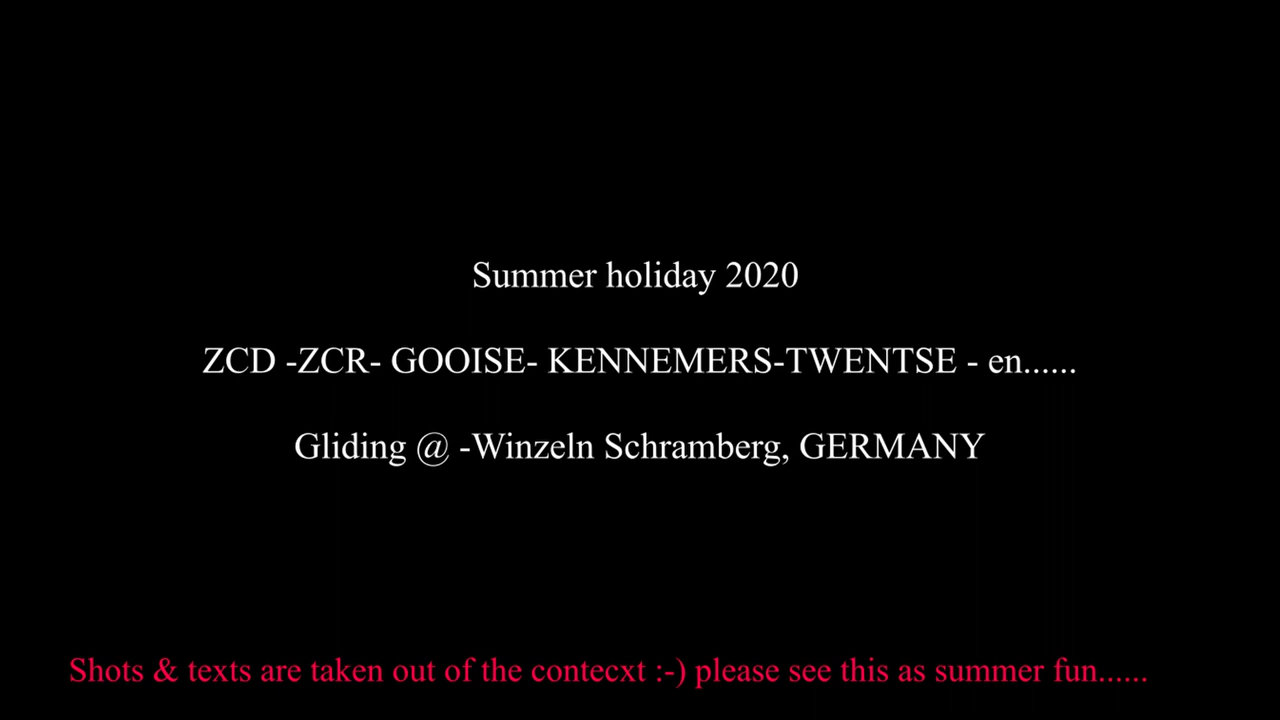 Summer holiday 2020
ZCD -ZCR- GOOISE- KENNEMERS-TWENTSE - en......
Gliding @ -Winzeln Schramberg, GERMANY
Shots & texts are taken out of the contecxt :-) please see this as summer fun......